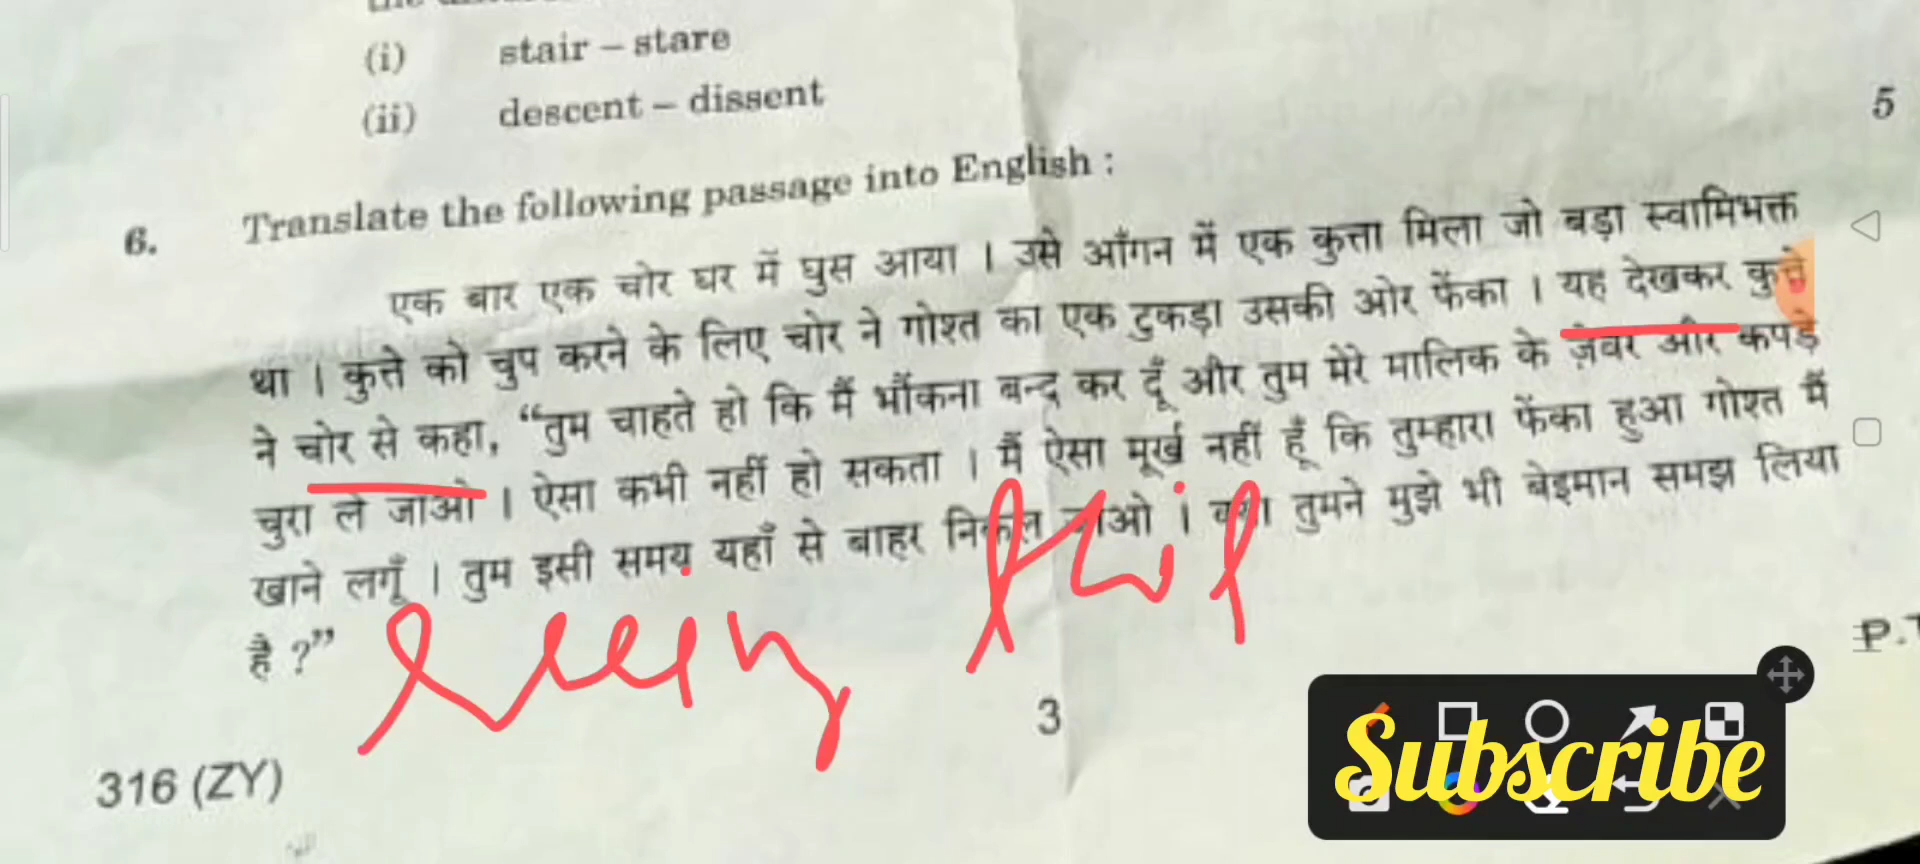 (i) stair – stare
(ii) descent – dissent
5
6. Translate the following passage into English :
एक बार एक चोर घर में घुस आया । उसे आँगन में एक कुत्ता मिला जो बड़ा स्वामिभक्त
था । कुत्ते को चुप करने के लिए चोर ने गोश्त का एक टुकड़ा उसकी ओर फेंका । यह देखकर कुत्ते
ने चोर से कहा, “तुम चाहते हो कि मैं भौंकना बन्द कर दूँ और तुम मेरे मालिक के ज़ेवर और कपड़े
चुरा ले जाओ । ऐसा कभी नहीं हो सकता । मैं ऐसा मूर्ख नहीं हूँ कि तुम्हारा फेंका हुआ गोश्त मैं
खाने लगूँ । तुम इसी समय यहाँ से बाहर निकल जाओ । क्या तुमने मुझे भी बेइमान समझ लिया
है ?”
seeing this
P.T
3
316 (ZY)
Subscribe